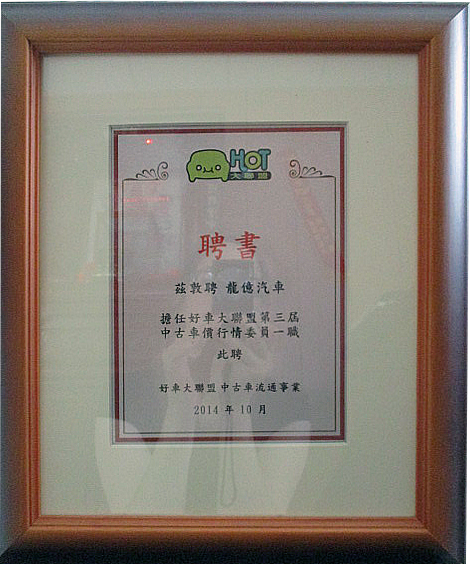 HOT
大聯盟
聘書
茲敦聘 龍億汽車
擔任好車大聯盟第三屆
中古車價行情委員一職
此聘
好車大聯盟 中古車流通事業
2014 年 10 月